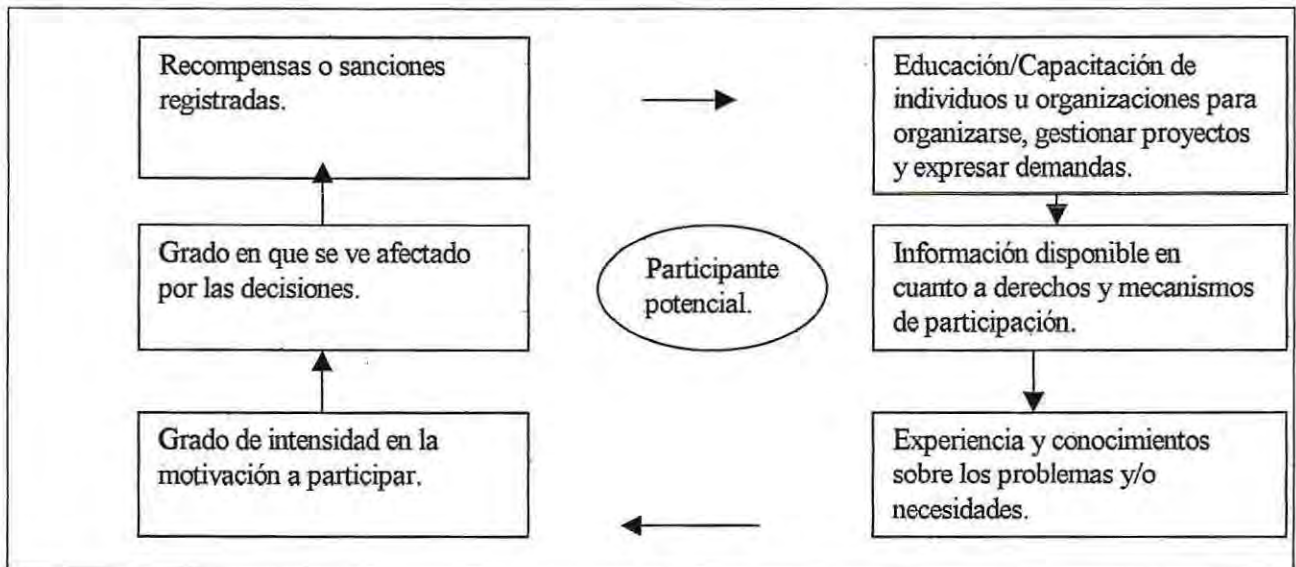 Recompensas o sanciones
registradas.
Educación/Capacitación de
individuos u organizaciones para
organizarse, gestionar proyectos
y expresar demandas.
Grado en que se ve afectado
por las decisiones.
Participante
potencial.
Información disponible en
cuanto a derechos y mecanismos
de participación.
Grado de intensidad en la
motivación a participar.
Experiencia y conocimientos
sobre los problemas y/o
necesidades.